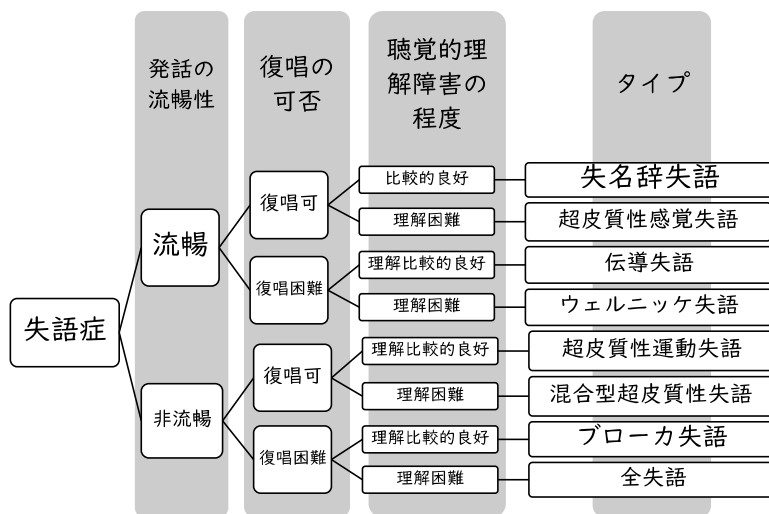 発話の
流暢性
復唱の
可否
聴覚的理
解障害の
程度
タイプ
失語症
流暢
復唱可
比較的良好
失名辞失語
理解困難
超皮質性感覚失語
復唱困難
理解比較的良好
伝導失語
理解困難
ウェルニッケ失語
非流暢
復唱可
理解比較的良好
超皮質性運動失語
理解困難
混合型超皮質性失語
復唱困難
理解比較的良好
ブローカ失語
理解困難
全失語